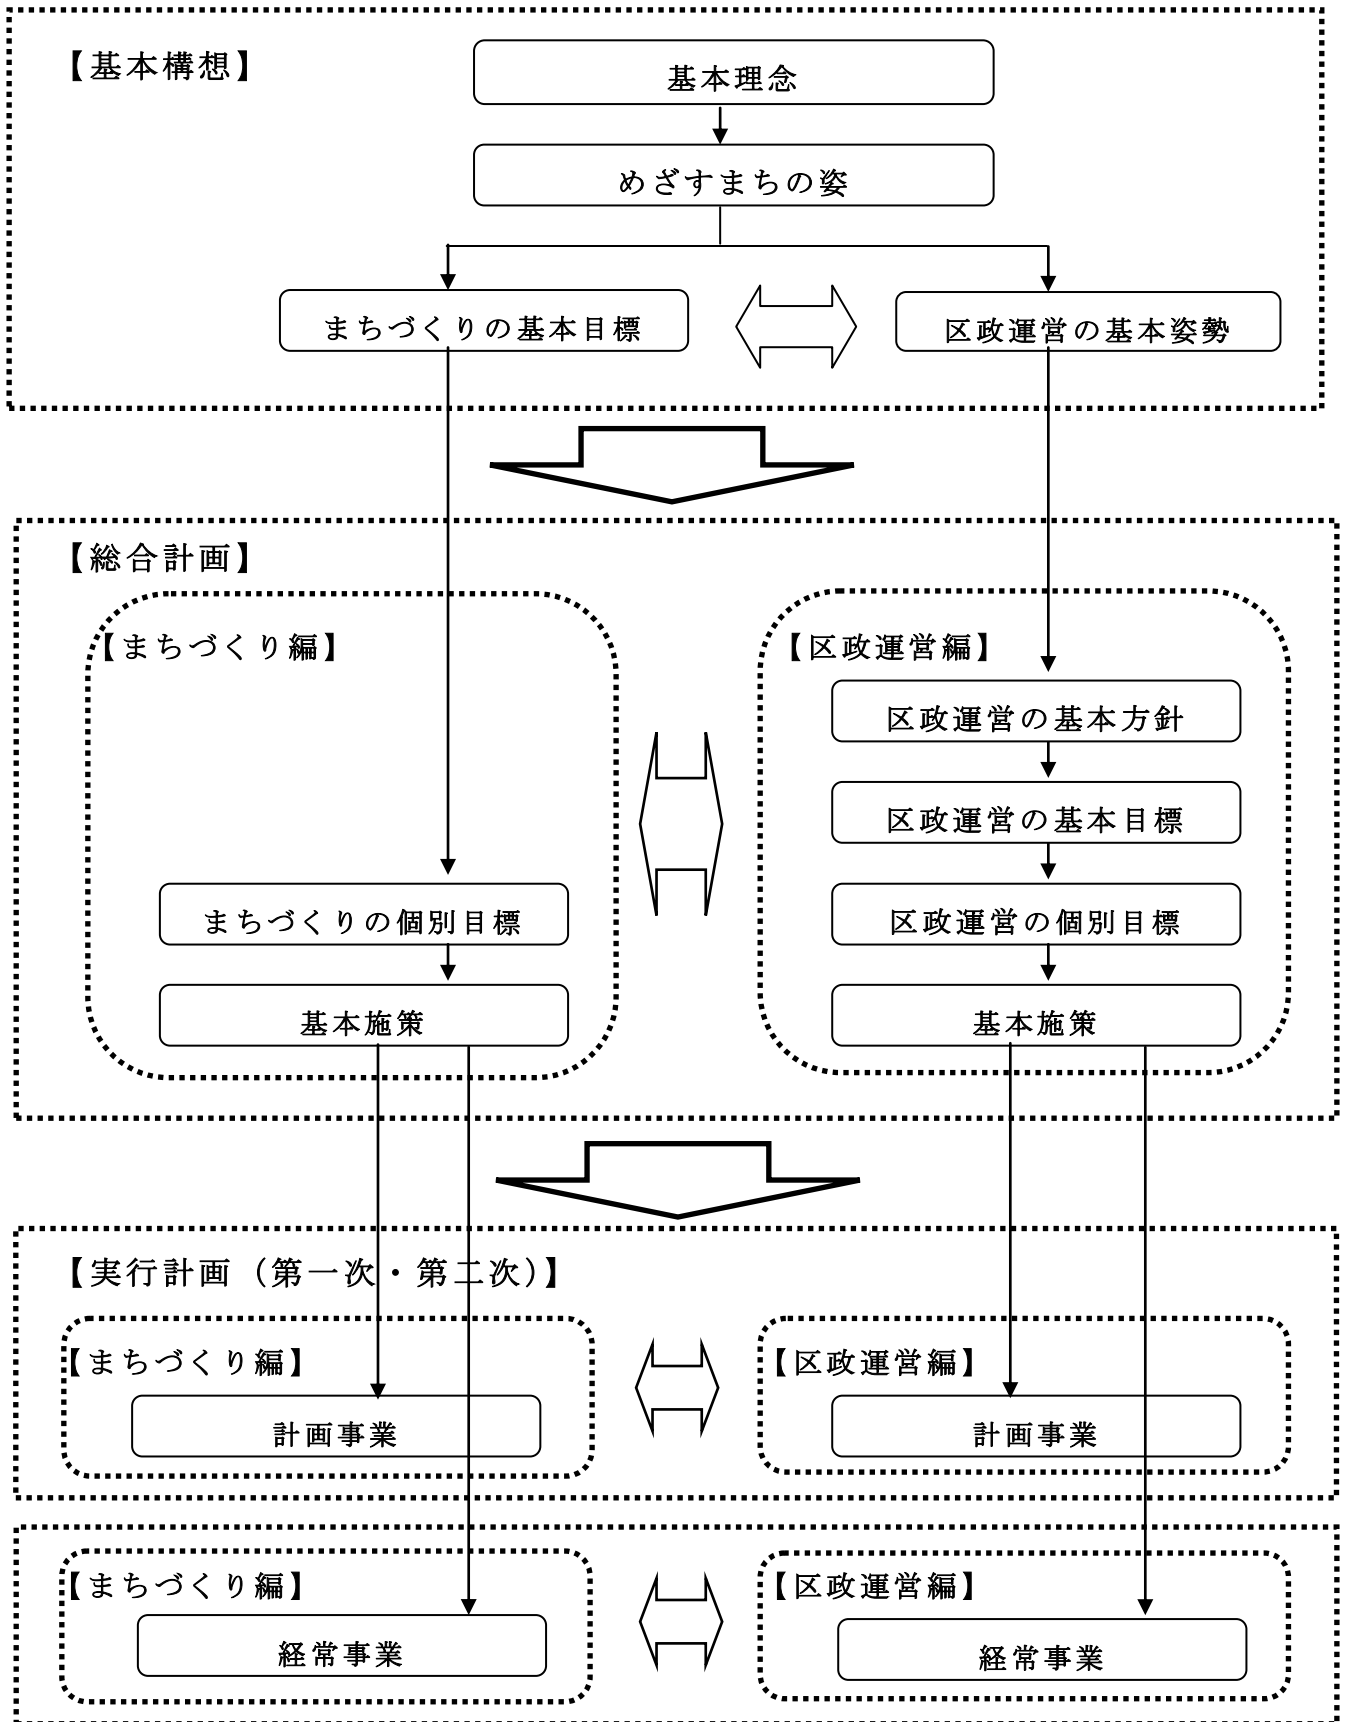 【基本構想】
基本理念
めざすまちの姿
まちづくりの基本目標
区政運営の基本姿勢
【総合計画】
【まちづくり編】
【区政運営編】
区政運営の基本方針
区政運営の基本目標
まちづくりの個別目標
区政運営の個別目標
基本施策
基本施策
【実行計画（第一次・第二次）】
【まちづくり編】
【区政運営編】
計画事業
計画事業
【まちづくり編】
【区政運営編】
経常事業
経常事業